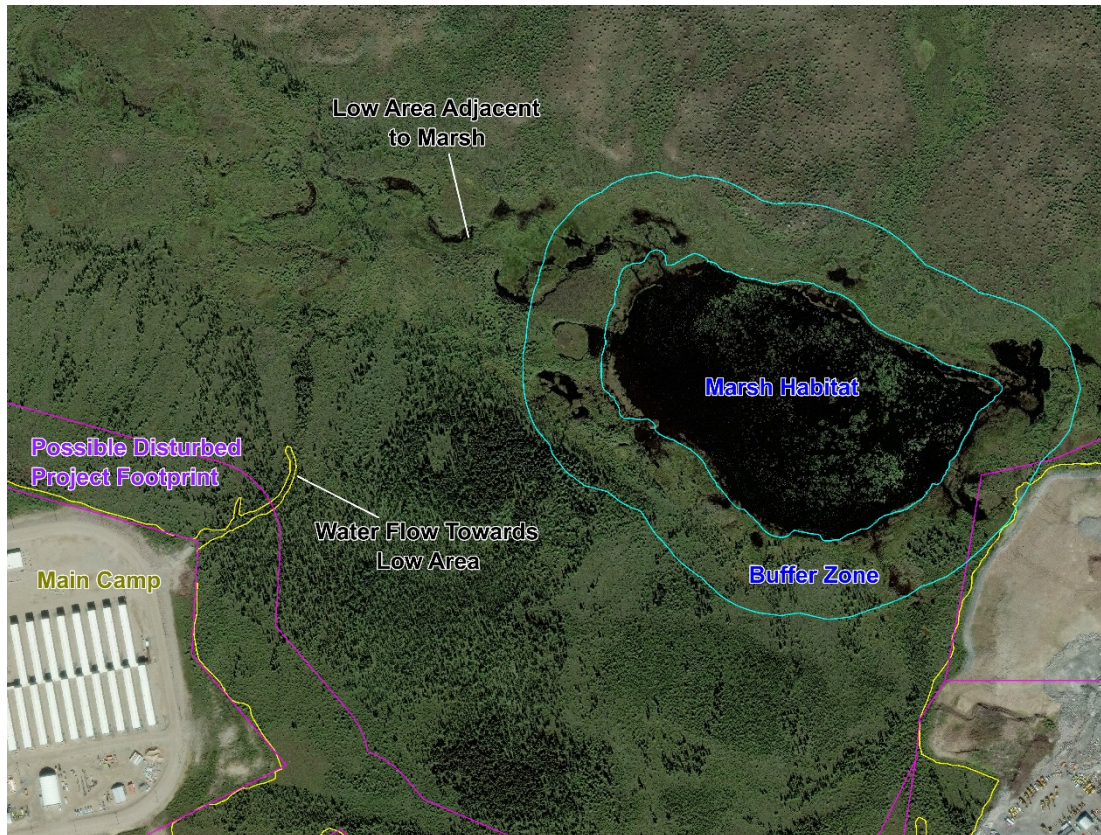 Low Area Adjacent
to Marsh
Marsh Habitat
Possible Disturbed
Project Footprint
Water Flow Towards
Low Area
Main Camp
Buffer Zone